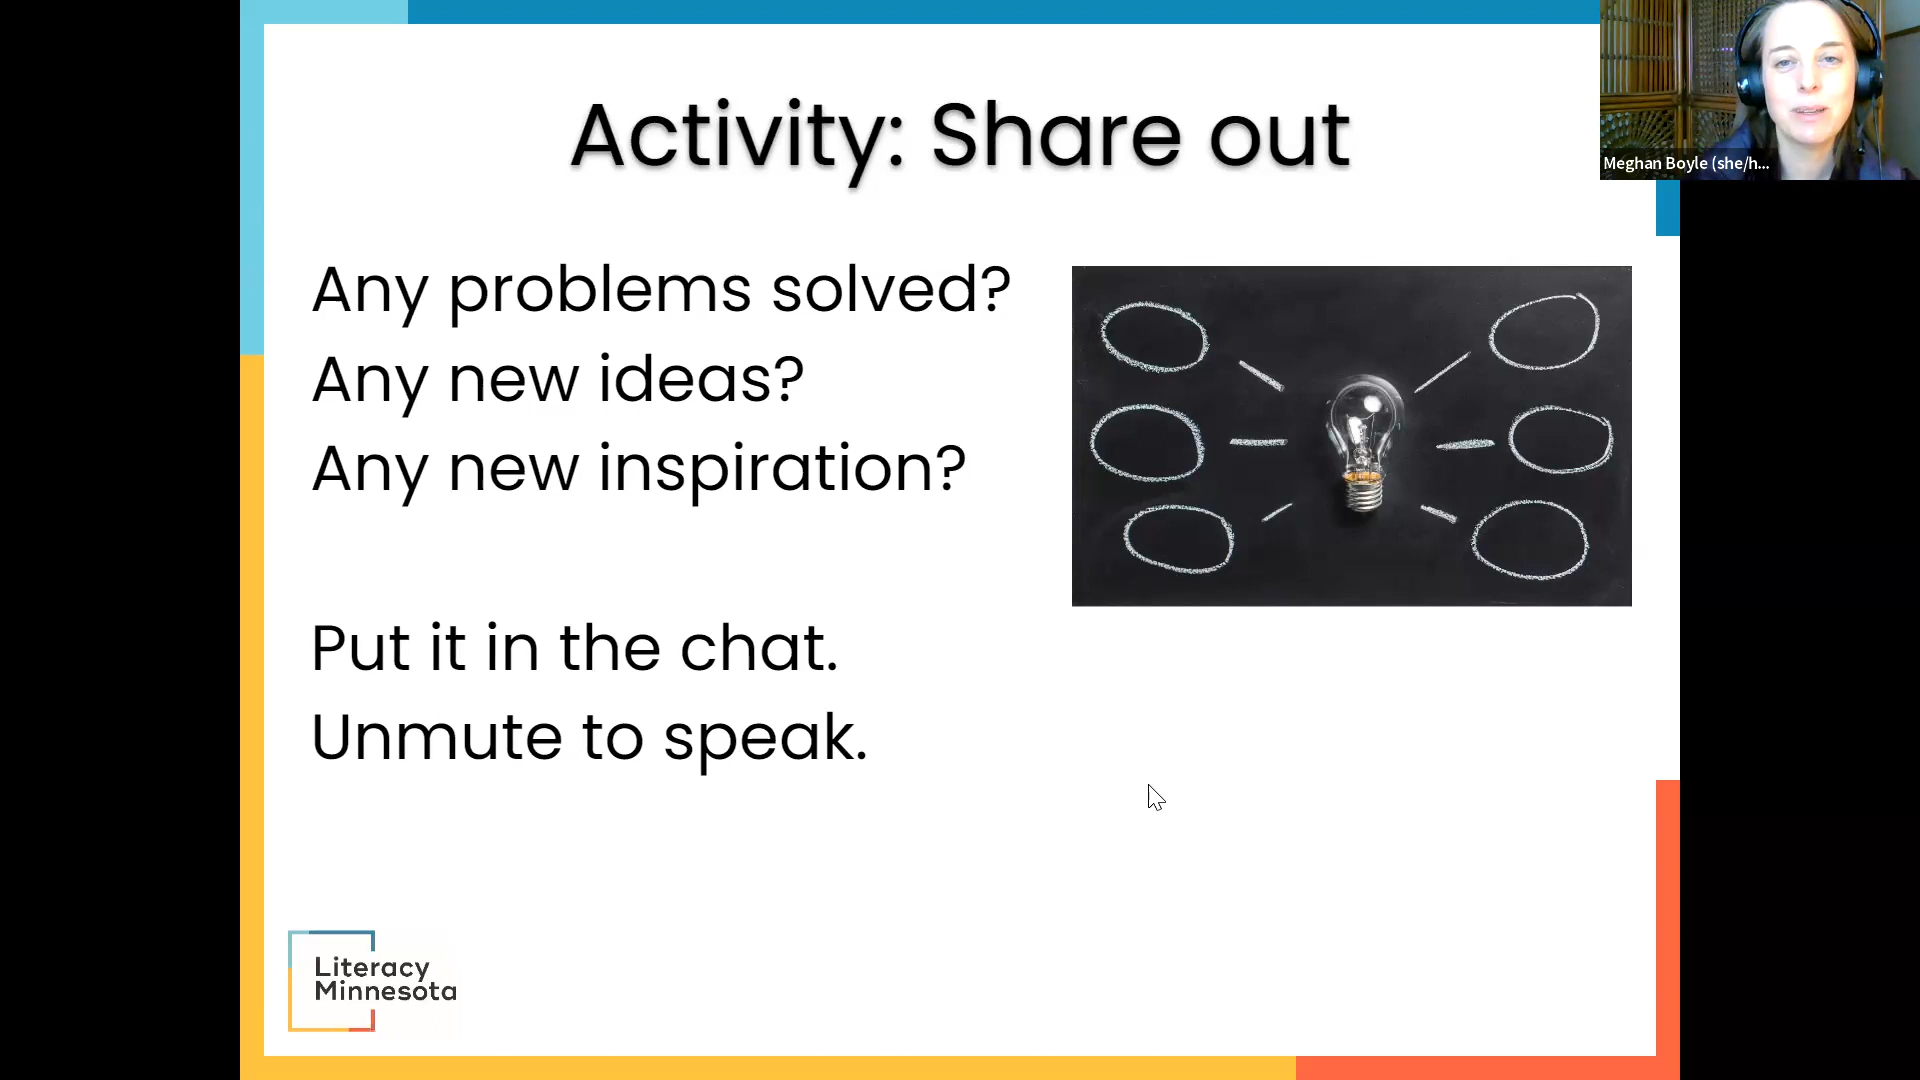 Activity: Share out
Meghan Boyle (she/h...
Any problems solved?
Any new ideas?
Any new inspiration?
Put it in the chat.
Unmute to speak.
Literacy
Minnesota